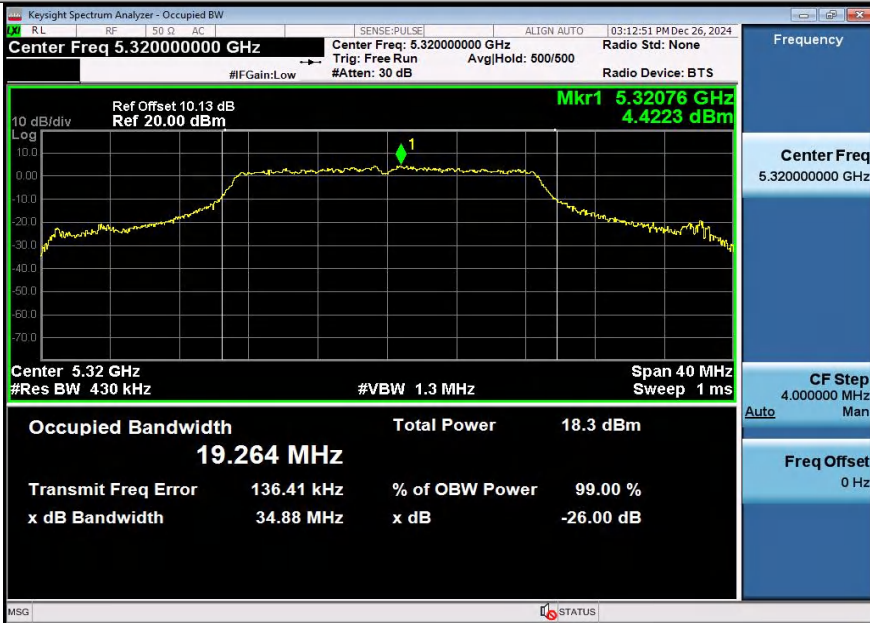 Keysight Spectrum Analyzer - Occupied BW
LXI RL RF 50 Ω AC SENSE:PULSE ALIGN AUTO 03:12:51 PM Dec 26, 2024
Center Freq 5.320000000 GHz
Center Freq: 5.320000000 GHz Radio Std: None
Trig: Free Run Avg|Hold: 500/500
#IFGain:Low #Atten: 30 dB Radio Device: BTS
Frequency
Mkr1 5.32076 GHz
4.4223 dBm
Ref Offset 10.13 dB
10 dB/div Ref 20.00 dBm
Log
10.0
0.00
-10.0
-20.0
-30.0
-40.0
-50.0
-60.0
-70.0
1
Center 5.32 GHz Span 40 MHz
#Res BW 430 kHz #VBW 1.3 MHz Sweep 1 ms
Occupied Bandwidth Total Power 18.3 dBm
19.264 MHz
Transmit Freq Error 136.41 kHz % of OBW Power 99.00 %
x dB Bandwidth 34.88 MHz x dB -26.00 dB
Center Freq
5.320000000 GHz
CF Step
4.000000 MHz
Auto Man
Freq Offset
0 Hz
MSG STATUS